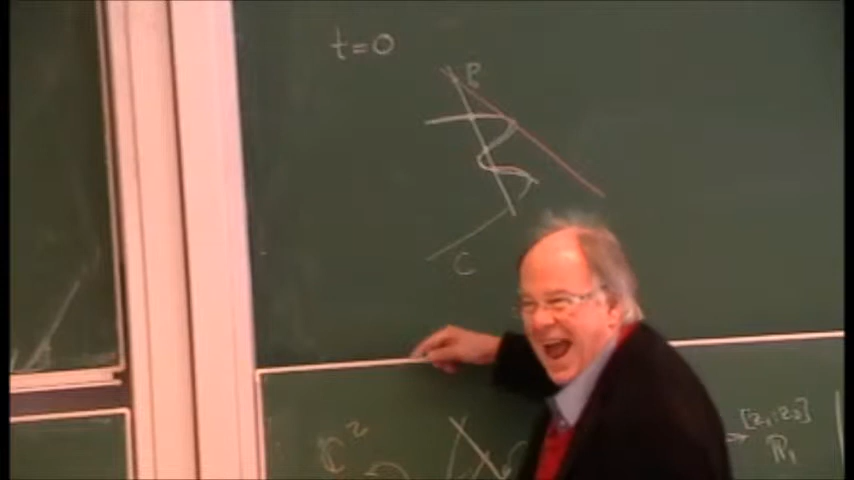 t=0
C
ℂ²
[z₁:z₂]
ℙ₁